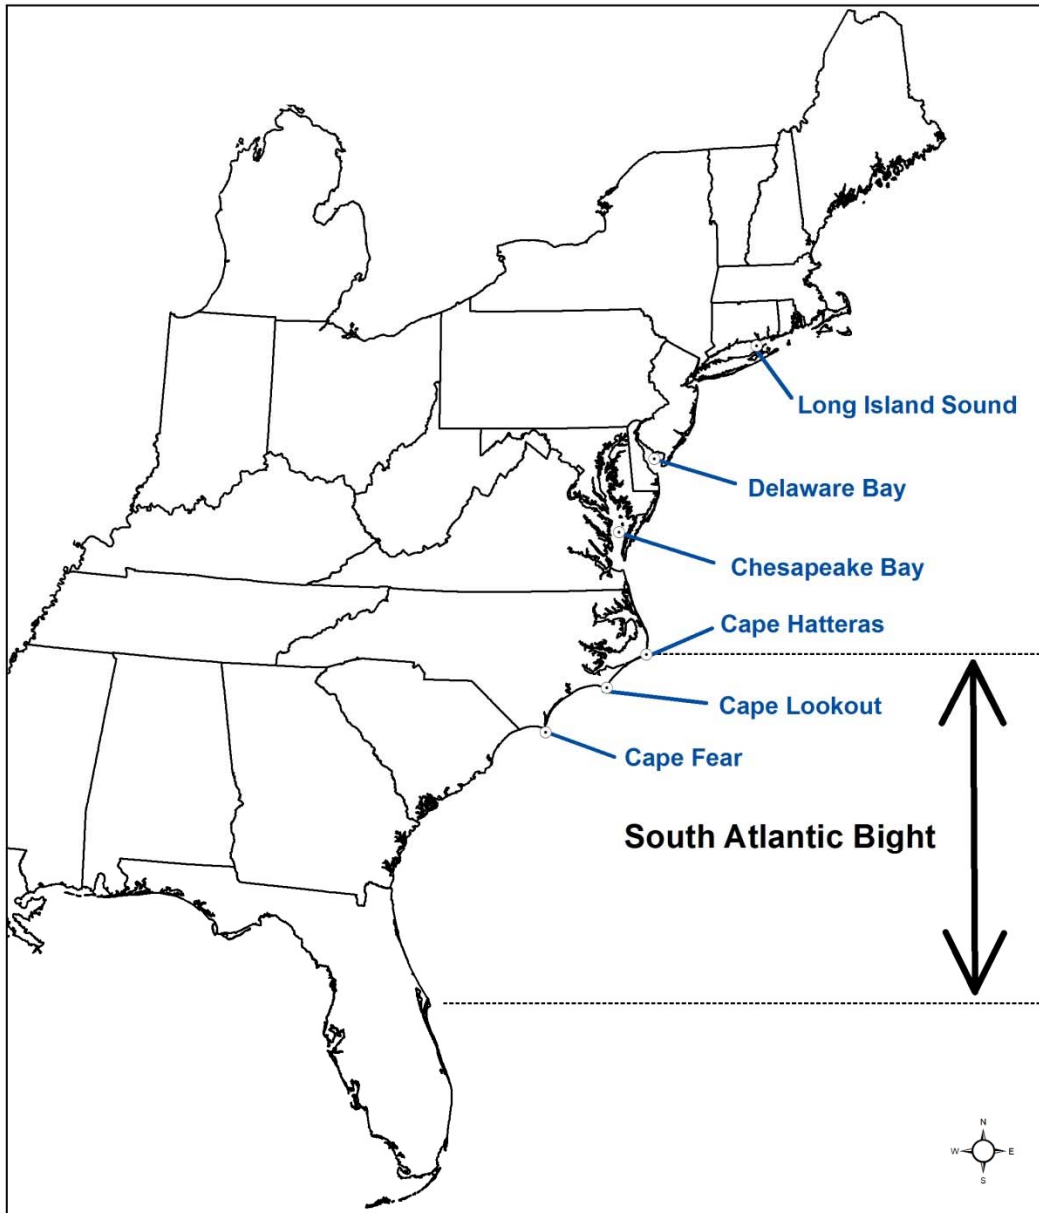 Long Island Sound
Delaware Bay
Chesapeake Bay
Cape Hatteras
Cape Lookout
Cape Fear
South Atlantic Bight
N
W E
S